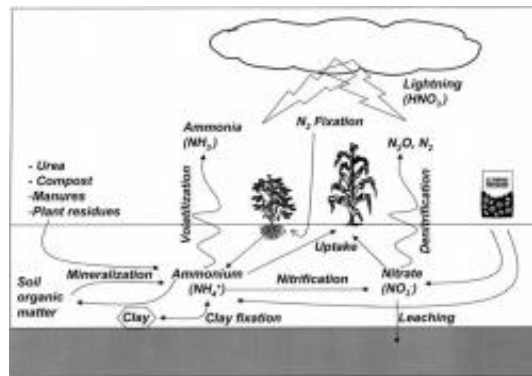 Lightning
(HNO₃)
Ammonia
(NH₃)
N₂ Fixation
N₂O, N₂
- Urea
- Compost
- Manures
- Plant residues
Volatilization
Denitrification
Uptake
Mineralization
Ammonium
(NH₄⁺)
Nitrification
Nitrate
(NO₃⁻)
Soil
organic
matter
Clay
Clay fixation
Leaching